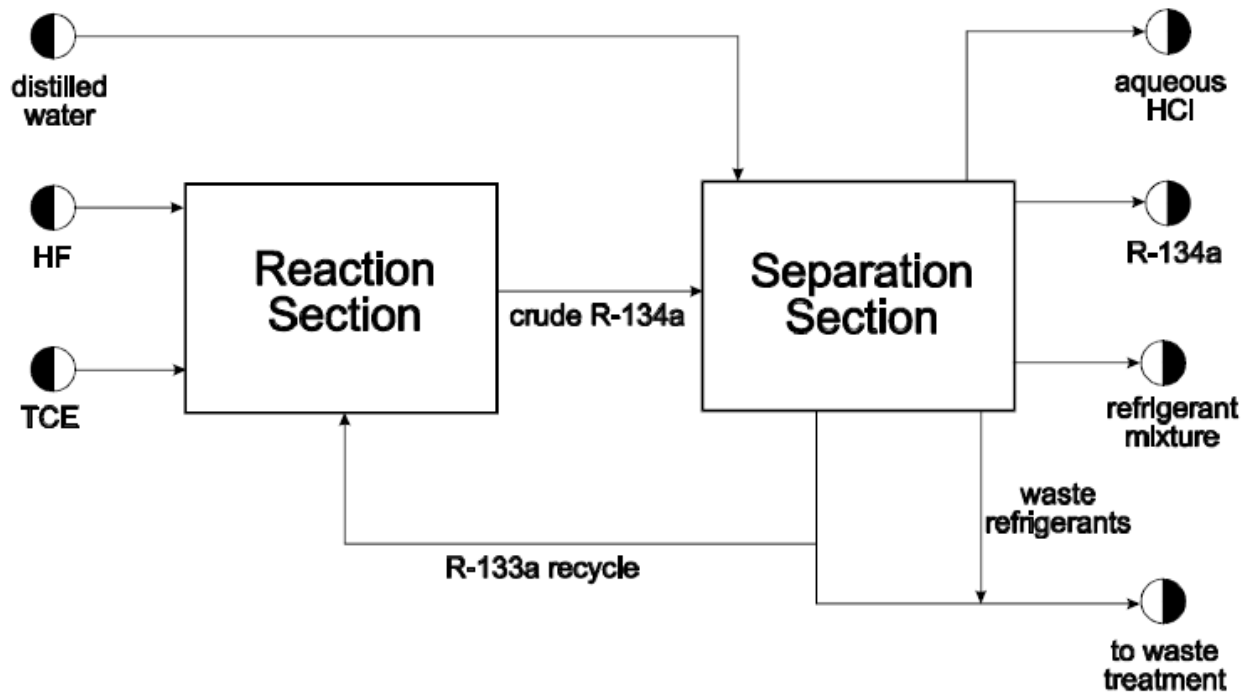 distilled
water
HF
TCE
Reaction
Section
crude R-134a
Separation
Section
aqueous
HCl
R-134a
refrigerant
mixture
waste
refrigerants
R-133a recycle
to waste
treatment